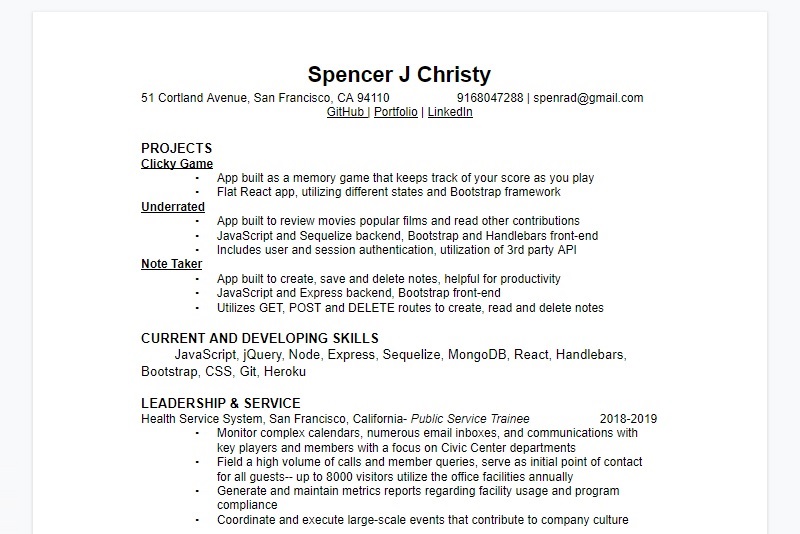 Spencer J Christy
51 Cortland Avenue, San Francisco, CA 94110 9168047288 | spenrad@gmail.com
GitHub | Portfolio | LinkedIn
PROJECTS
Clicky Game
- App built as a memory game that keeps track of your score as you play
- Flat React app, utilizing different states and Bootstrap framework
Underrated
- App built to review movies popular films and read other contributions
- JavaScript and Sequelize backend, Bootstrap and Handlebars front-end
- Includes user and session authentication, utilization of 3rd party API
Note Taker
- App built to create, save and delete notes, helpful for productivity
- JavaScript and Express backend, Bootstrap front-end
- Utilizes GET, POST and DELETE routes to create, read and delete notes
CURRENT AND DEVELOPING SKILLS
JavaScript, jQuery, Node, Express, Sequelize, MongoDB, React, Handlebars,
Bootstrap, CSS, Git, Heroku
LEADERSHIP & SERVICE
Health Service System, San Francisco, California- Public Service Trainee 2018-2019
- Monitor complex calendars, numerous email inboxes, and communications with
key players and members with a focus on Civic Center departments
- Field a high volume of calls and member queries, serve as initial point of contact
for all guests-- up to 8000 visitors utilize the office facilities annually
- Generate and maintain metrics reports regarding facility usage and program
compliance
- Coordinate and execute large-scale events that contribute to company culture